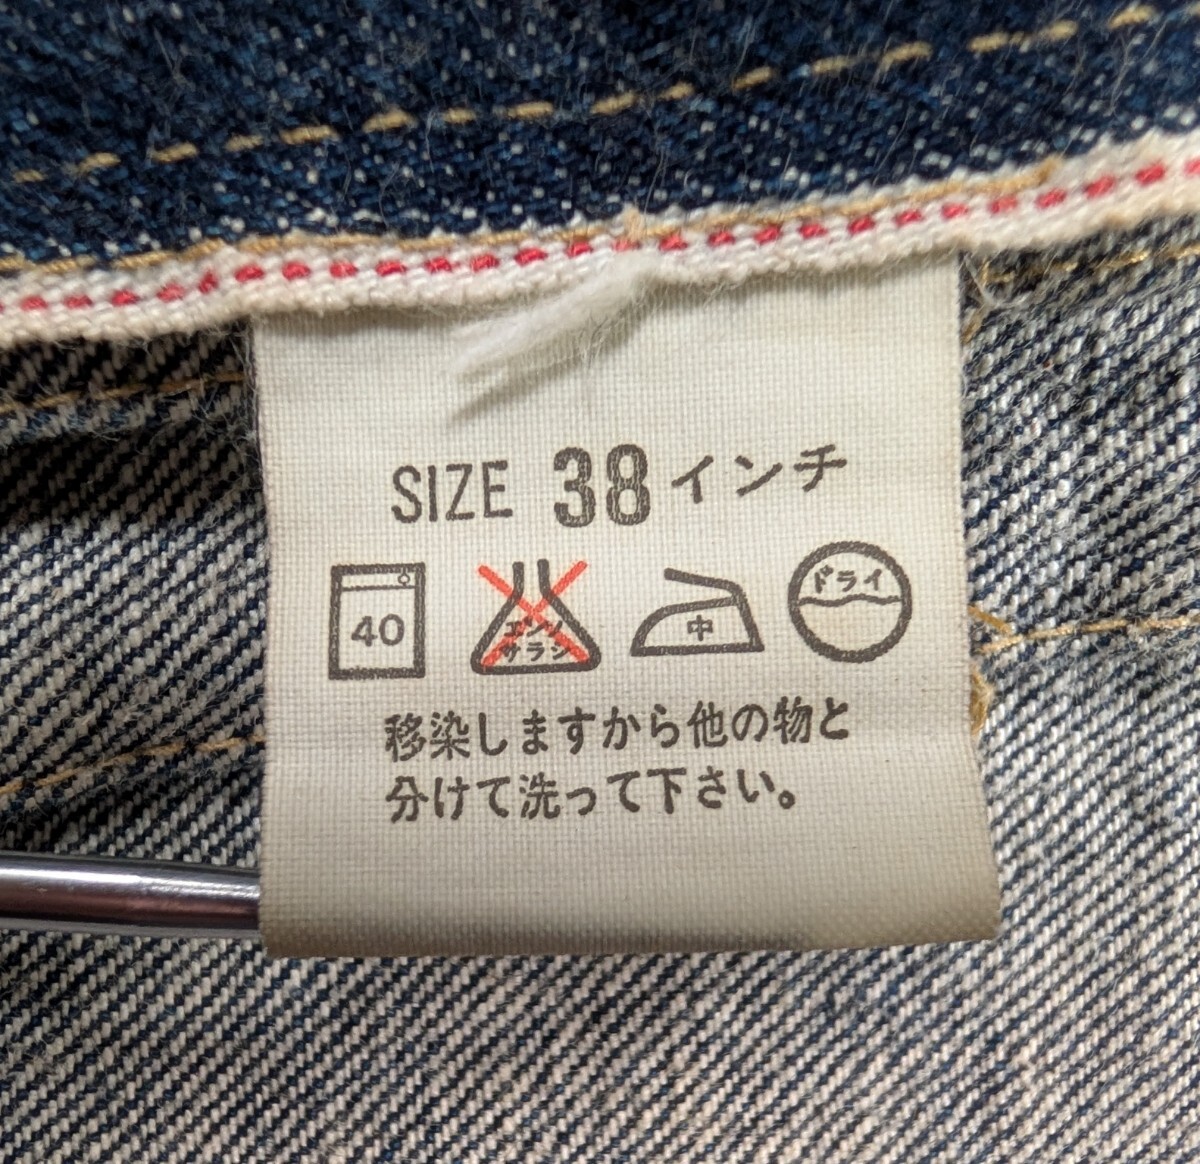 SIZE 38インチ
40 エンソサラシ 中 ドライ
移染しますから他の物と
分けて洗って下さい。